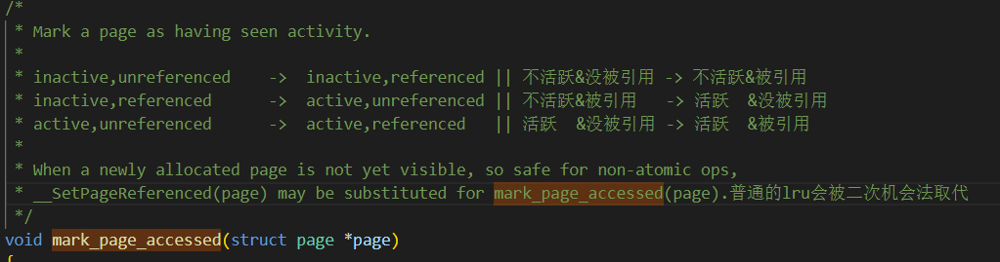 /*
* Mark a page as having seen activity.
*
* inactive,unreferenced -> inactive,referenced || 不活跃&没被引用 -> 不活跃&被引用
* inactive,referenced -> active,unreferenced || 不活跃&被引用 -> 活跃 &没被引用
* active,unreferenced -> active,referenced || 活跃 &没被引用 -> 活跃 &被引用
*
* When a newly allocated page is not yet visible, so safe for non-atomic ops,
* __SetPageReferenced(page) may be substituted for mark_page_accessed(page).普通的lru会被二次机会法取代
*/
void mark_page_accessed(struct page *page)